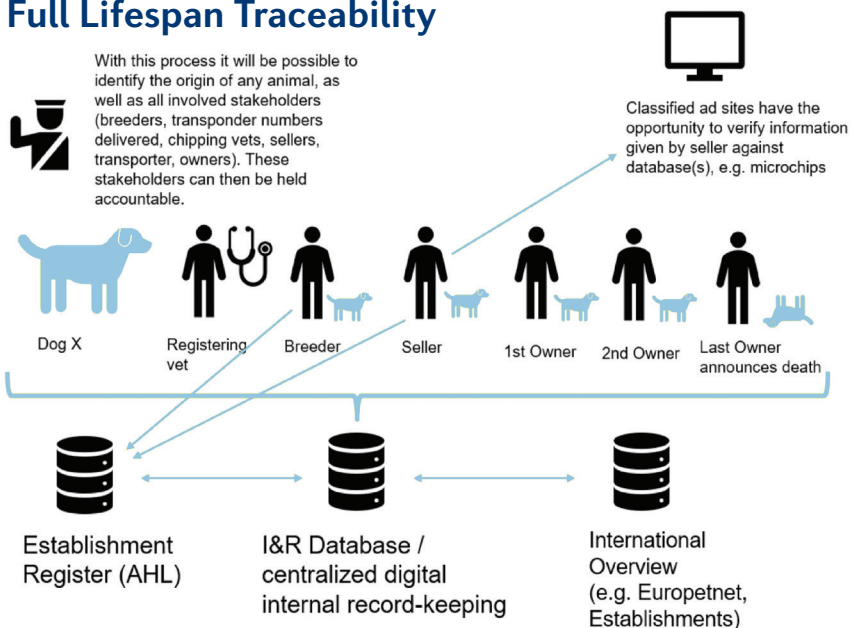 Full Lifespan Traceability
With this process it will be possible to
identify the origin of any animal, as
well as all involved stakeholders
(breeders, transponder numbers
delivered, chipping vets, sellers,
transporter, owners). These
stakeholders can then be held
accountable.
Classified ad sites have the
opportunity to verify information
given by seller against
database(s), e.g. microchips
Dog X
Registering
vet
Breeder
Seller
1st Owner
2nd Owner
Last Owner
announces death
Establishment
Register (AHL)
I&R Database /
centralized digital
internal record-keeping
International
Overview
(e.g. Europetnet,
Establishments)